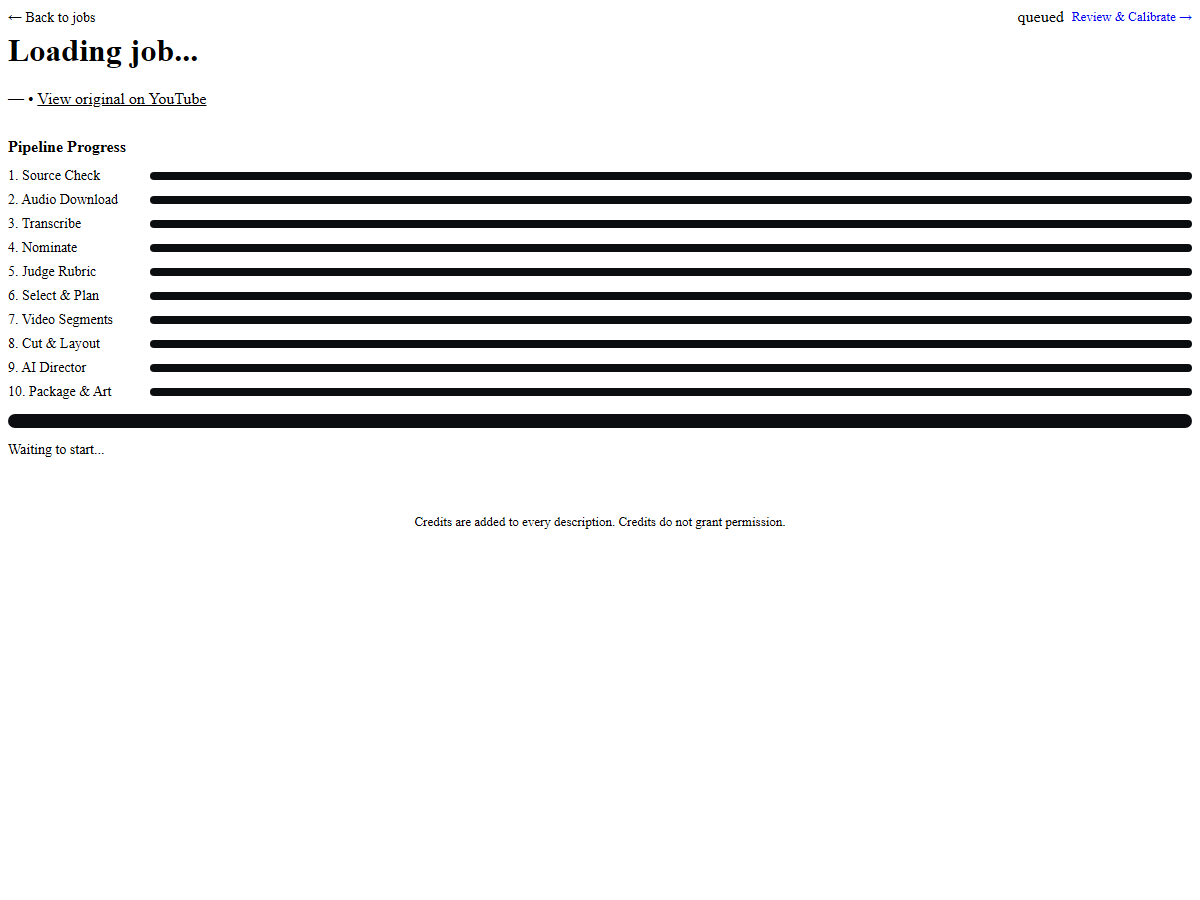 ← Back to jobs
queued Review & Calibrate →
Loading job...
— • View original on YouTube
Pipeline Progress
1. Source Check
2. Audio Download
3. Transcribe
4. Nominate
5. Judge Rubric
6. Select & Plan
7. Video Segments
8. Cut & Layout
9. AI Director
10. Package & Art
Waiting to start...
Credits are added to every description. Credits do not grant permission.